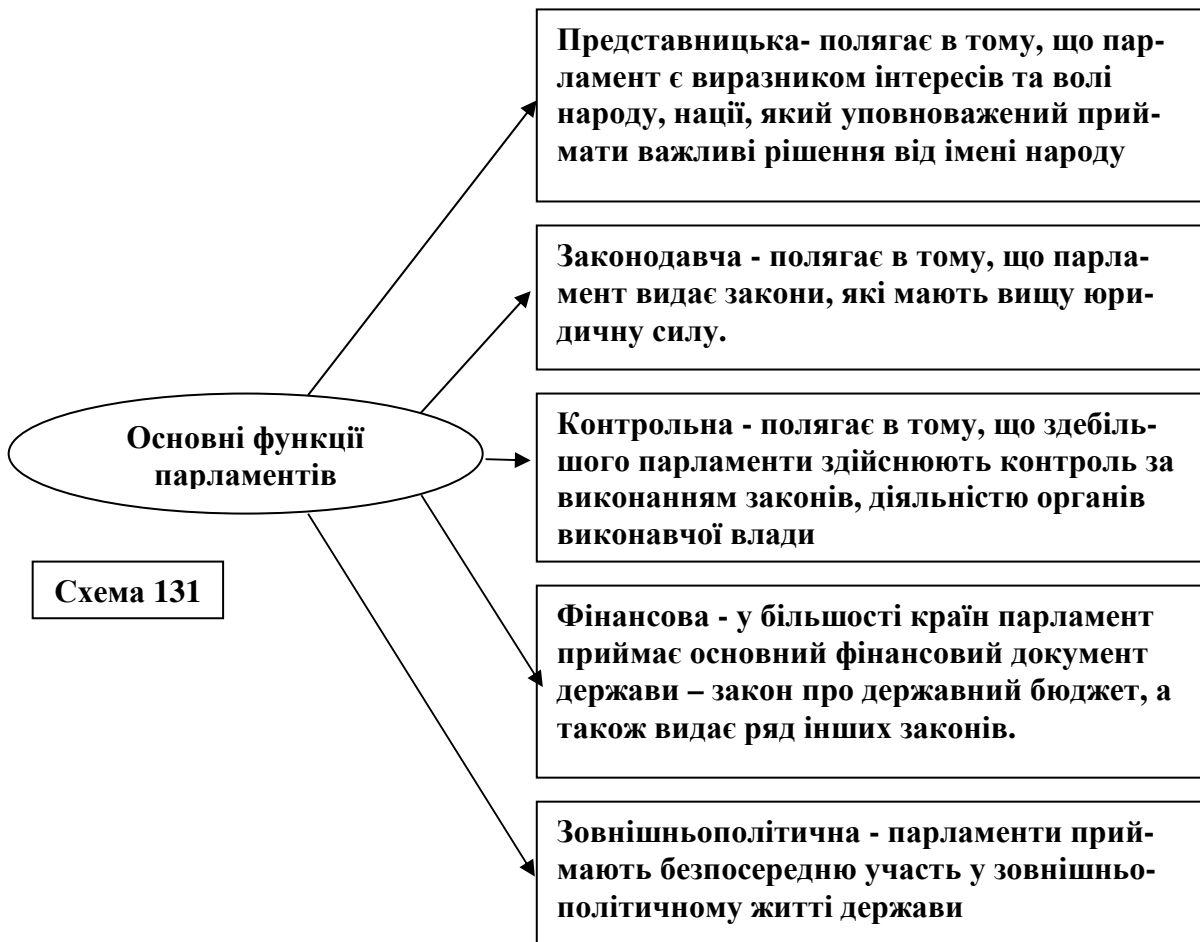 Представницька- полягає в тому, що пар-
ламент є виразником інтересів та волі
народу, нації, який уповноважений прий-
мати важливі рішення від імені народу
Законодавча - полягає в тому, що парла-
мент видає закони, які мають вищу юри-
дичну силу.
Основні функції
парламентів
Контрольна - полягає в тому, що здебіль-
шого парламенти здійснюють контроль за
виконанням законів, діяльністю органів
виконавчої влади
Схема 131
Фінансова - у більшості країн парламент
приймає основний фінансовий документ
держави – закон про державний бюджет, а
також видає ряд інших законів.
Зовнішньополітична - парламенти прий-
мають безпосередню участь у зовнішньо-
політичному житті держави